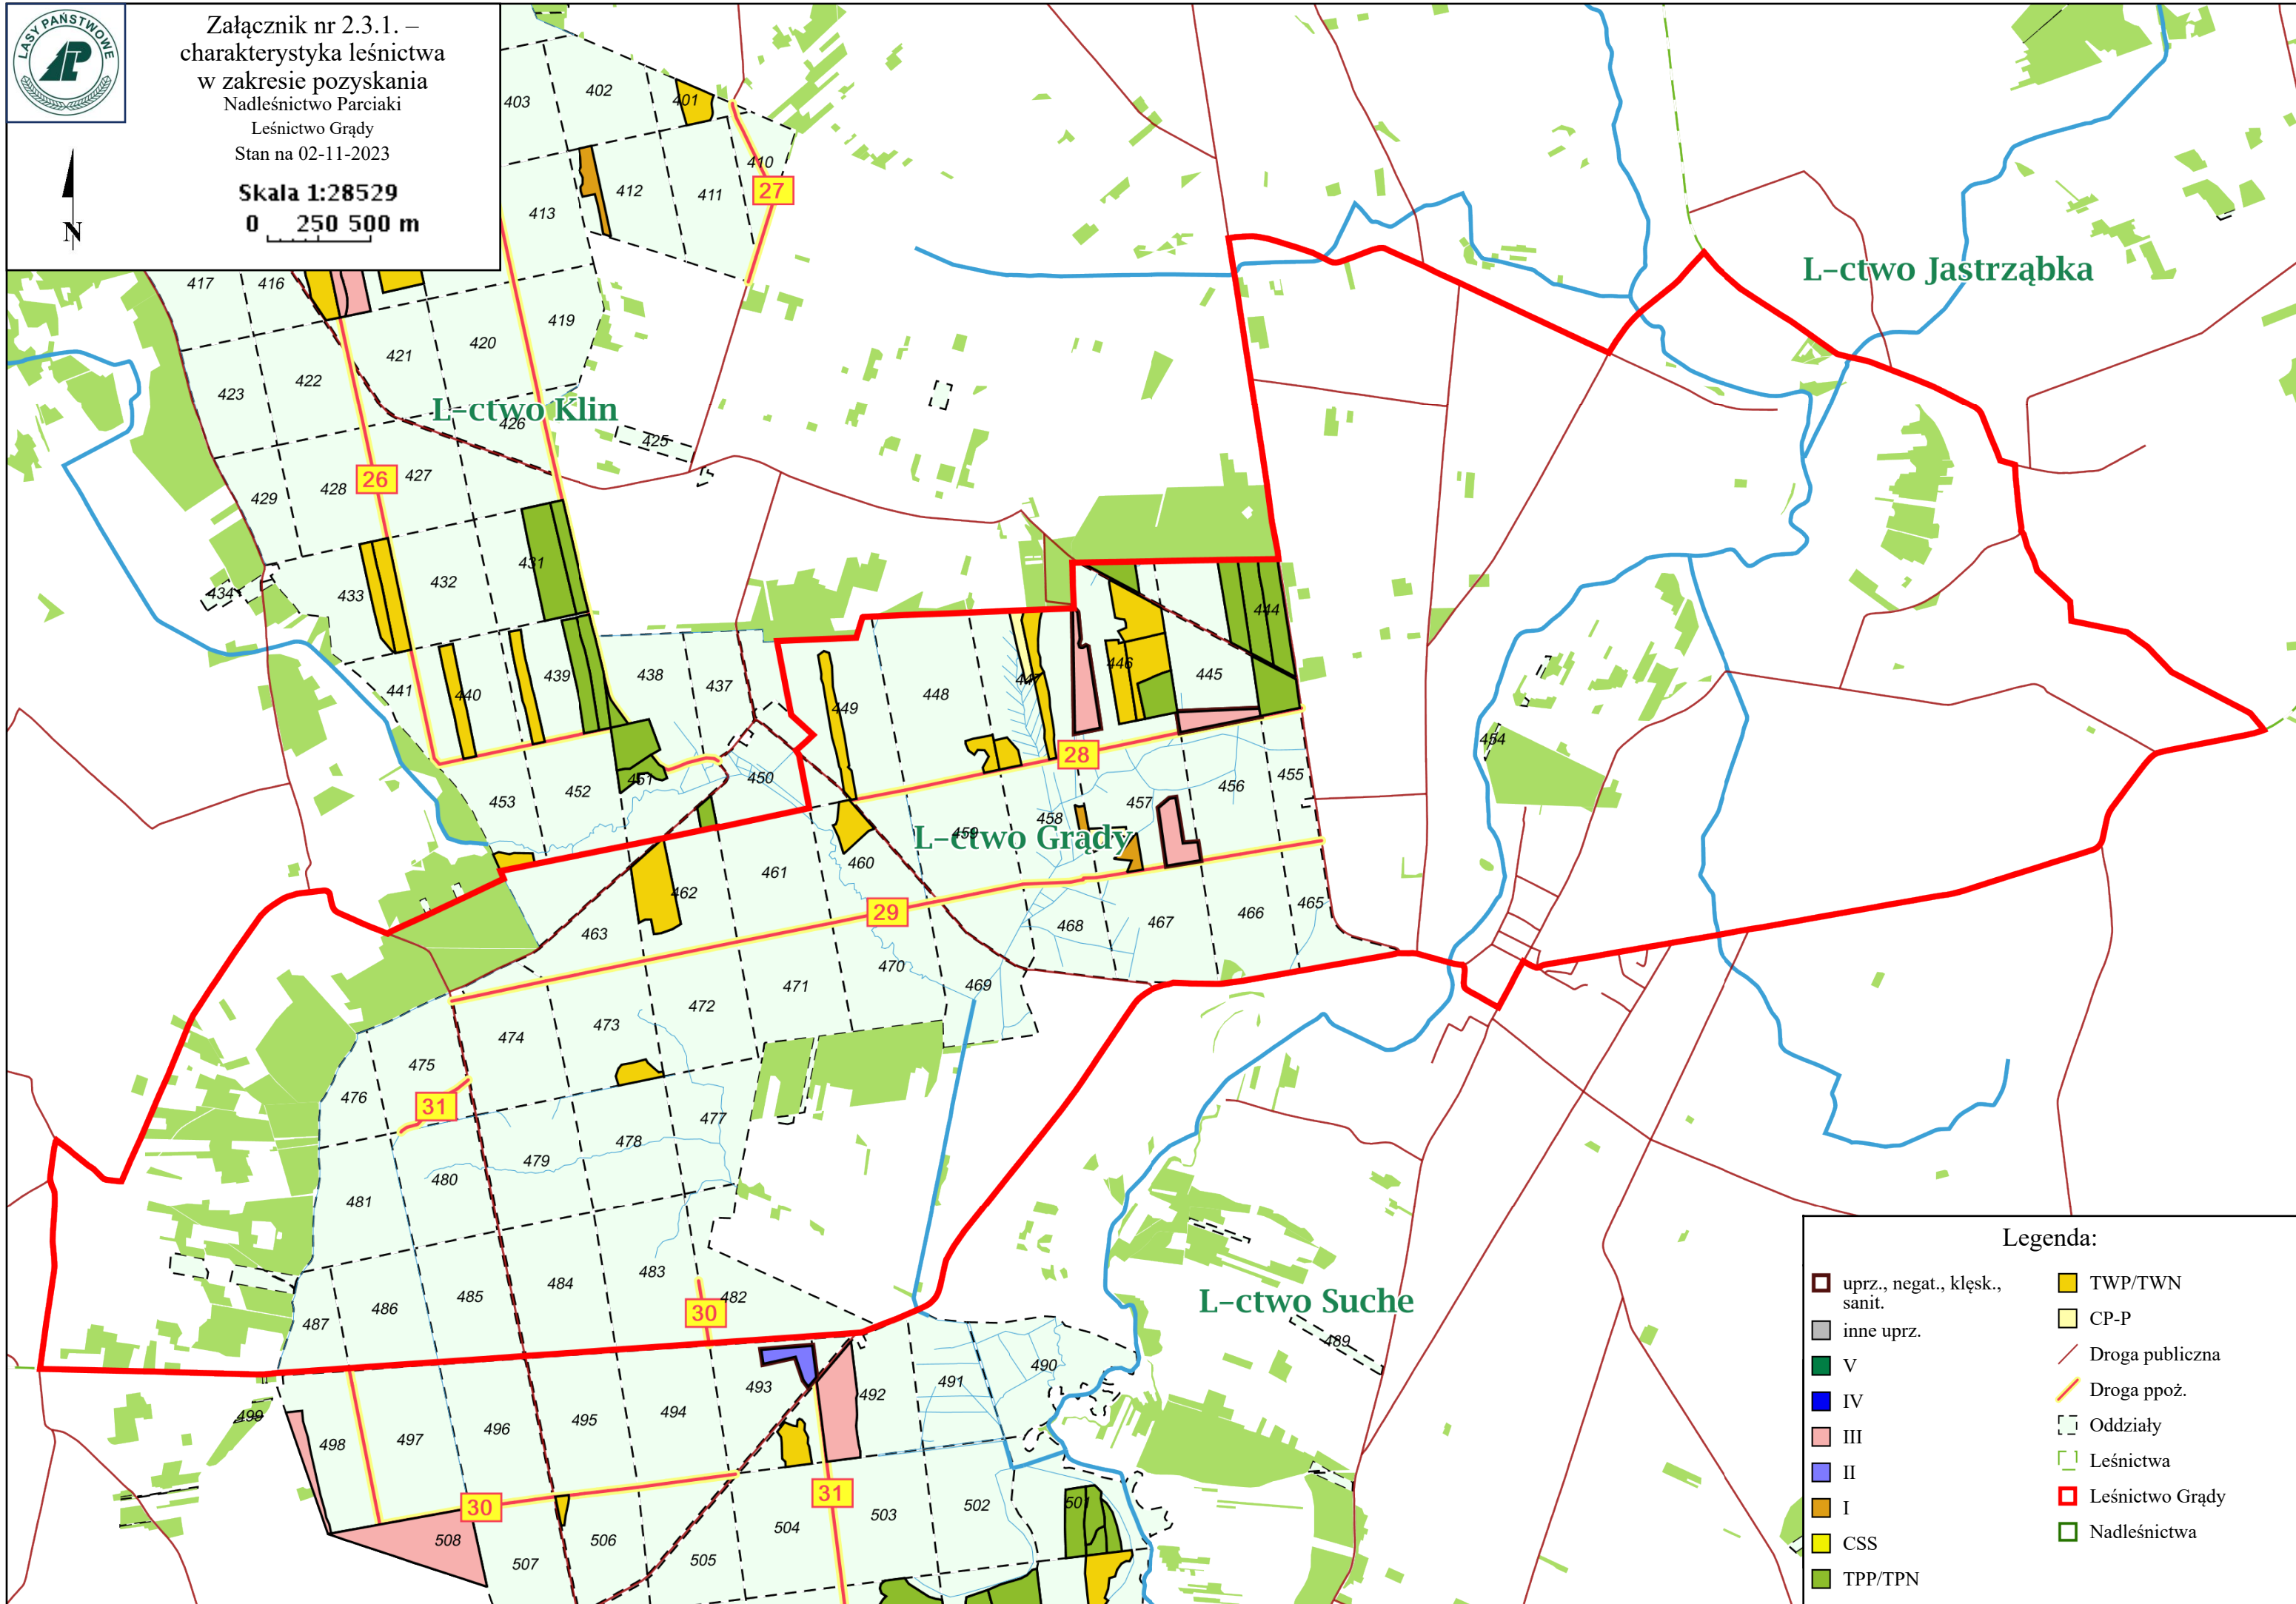 LASY PAŃSTWOWE
Załącznik nr 2.3.1. –
charakterystyka leśnictwa
w zakresie pozyskania
Nadleśnictwo Parciaki
Leśnictwo Grądy
Stan na 02-11-2023
Skala 1:28529
0 250 500 m
N
403
402
401
410
27
412
411
413
417
416
419
420
421
422
423
L-ctwo Jastrząbka
L-ctwo Klin
426
425
26
427
428
429
431
432
433
434
444
446
445
447
448
449
437
438
439
440
441
28
450
451
452
453
454
455
456
457
458
459
L-ctwo Grądy
460
461
462
463
29
465
466
467
468
469
470
471
472
473
474
475
476
31
477
478
479
480
481
482
483
484
485
486
487
30
L-ctwo Suche
489
490
491
492
493
494
495
496
497
498
499
30
31
501
502
503
504
505
506
507
508
Legenda:
uprz., negat., klęsk.,
sanit.
inne uprz.
V
IV
III
II
I
CSS
TPP/TPN
TWP/TWN
CP-P
Droga publiczna
Droga ppoż.
Oddziały
Leśnictwa
Leśnictwo Grądy
Nadleśnictwa